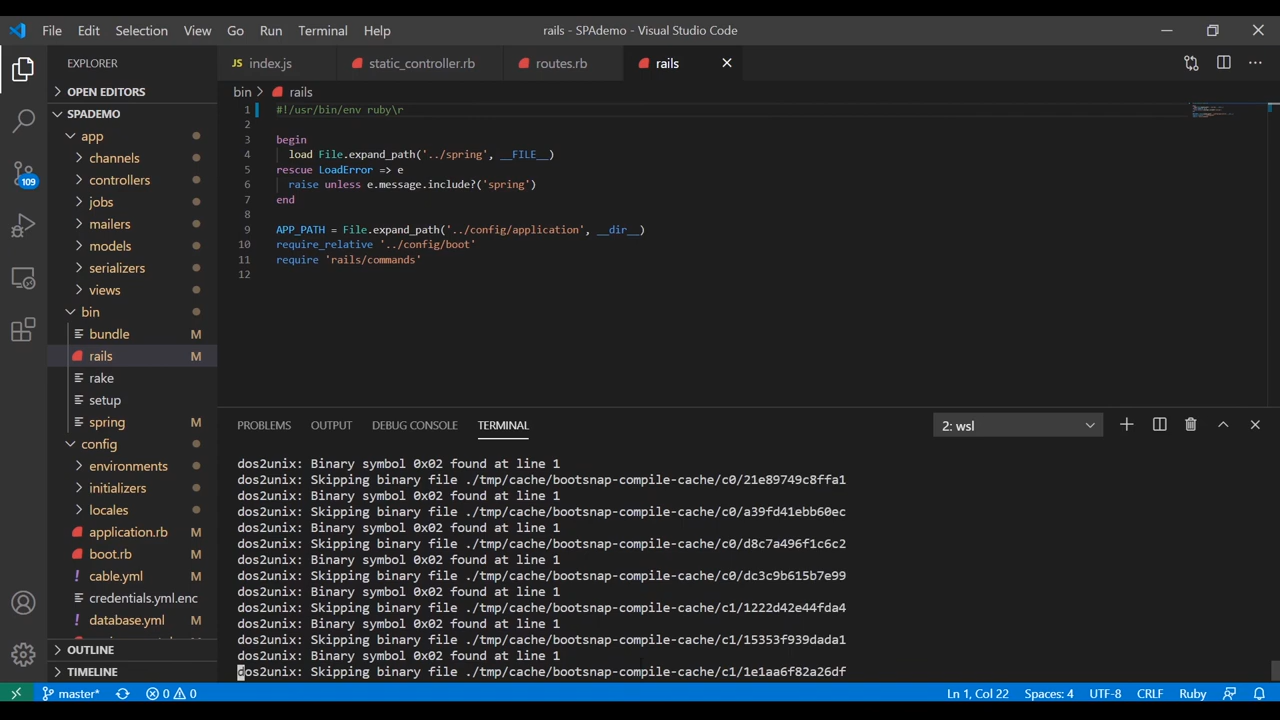 File Edit Selection View Go Run Terminal Help
rails - SPAdemo - Visual Studio Code
EXPLORER
JS index.js
static_controller.rb
routes.rb
rails
OPEN EDITORS
bin > rails
SPADEMO
app
channels
controllers
jobs
mailers
models
serializers
views
bin
bundle M
rails M
rake
setup
spring M
config
environments
initializers
locales
application.rb M
boot.rb M
! cable.yml M
credentials.yml.enc
! database.yml M
OUTLINE
TIMELINE
109
1 #!/usr/bin/env ruby\r
2
3 begin
4 load File.expand_path('../spring', __FILE__)
5 rescue LoadError => e
6 raise unless e.message.include?('spring')
7 end
8
9 APP_PATH = File.expand_path('../config/application', __dir__)
10 require_relative '../config/boot'
11 require 'rails/commands'
12
PROBLEMS OUTPUT DEBUG CONSOLE TERMINAL
2: wsl
dos2unix: Binary symbol 0x02 found at line 1
dos2unix: Skipping binary file ./tmp/cache/bootsnap-compile-cache/c0/21e89749c8ffa1
dos2unix: Binary symbol 0x02 found at line 1
dos2unix: Skipping binary file ./tmp/cache/bootsnap-compile-cache/c0/a39fd41ebb60ec
dos2unix: Binary symbol 0x02 found at line 1
dos2unix: Skipping binary file ./tmp/cache/bootsnap-compile-cache/c0/d8c7a496f1c6c2
dos2unix: Binary symbol 0x02 found at line 1
dos2unix: Skipping binary file ./tmp/cache/bootsnap-compile-cache/c0/dc3c9b615b7e99
dos2unix: Binary symbol 0x02 found at line 1
dos2unix: Skipping binary file ./tmp/cache/bootsnap-compile-cache/c1/1222d42e44fda4
dos2unix: Binary symbol 0x02 found at line 1
dos2unix: Skipping binary file ./tmp/cache/bootsnap-compile-cache/c1/15353f939dada1
dos2unix: Binary symbol 0x02 found at line 1
dos2unix: Skipping binary file ./tmp/cache/bootsnap-compile-cache/c1/1e1aa6f82a26df
master* 0 0
Ln 1, Col 22 Spaces: 4 UTF-8 CRLF Ruby